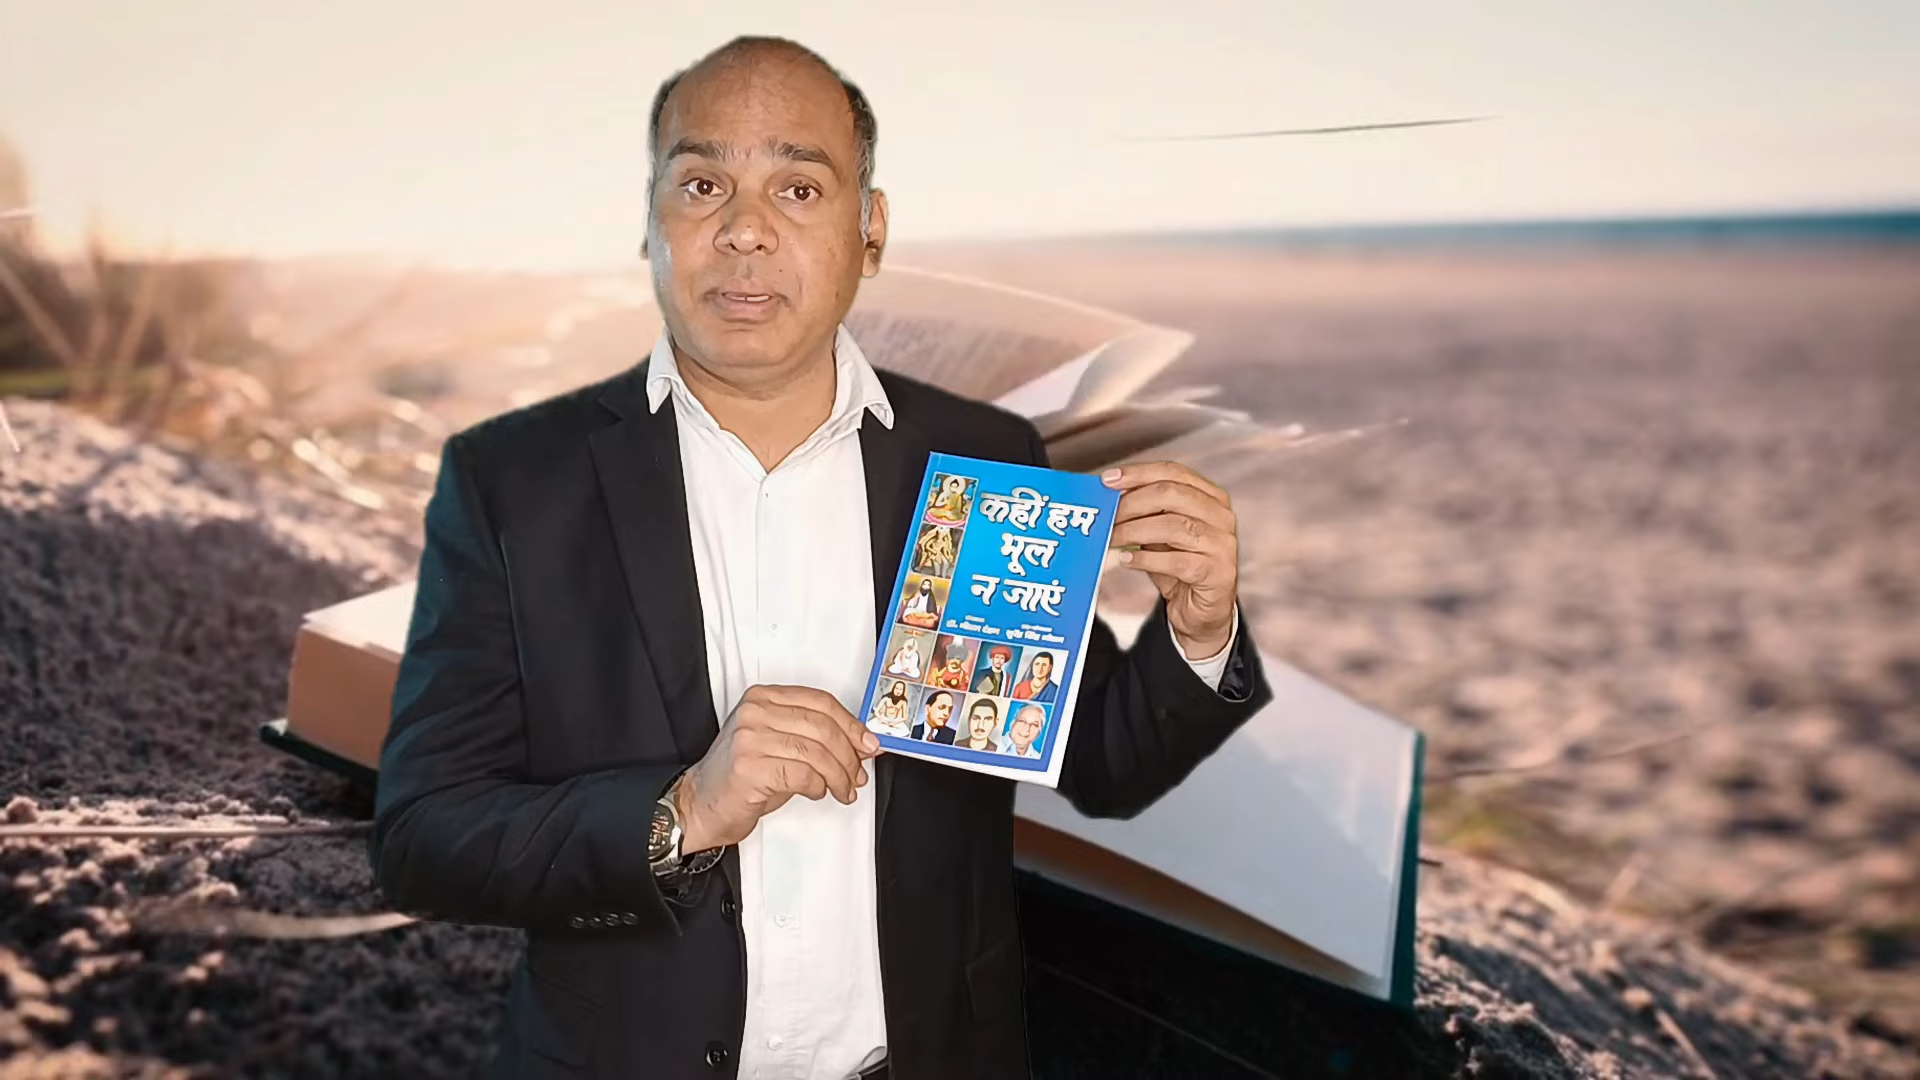 कहीं हम
भूल
न जाएं